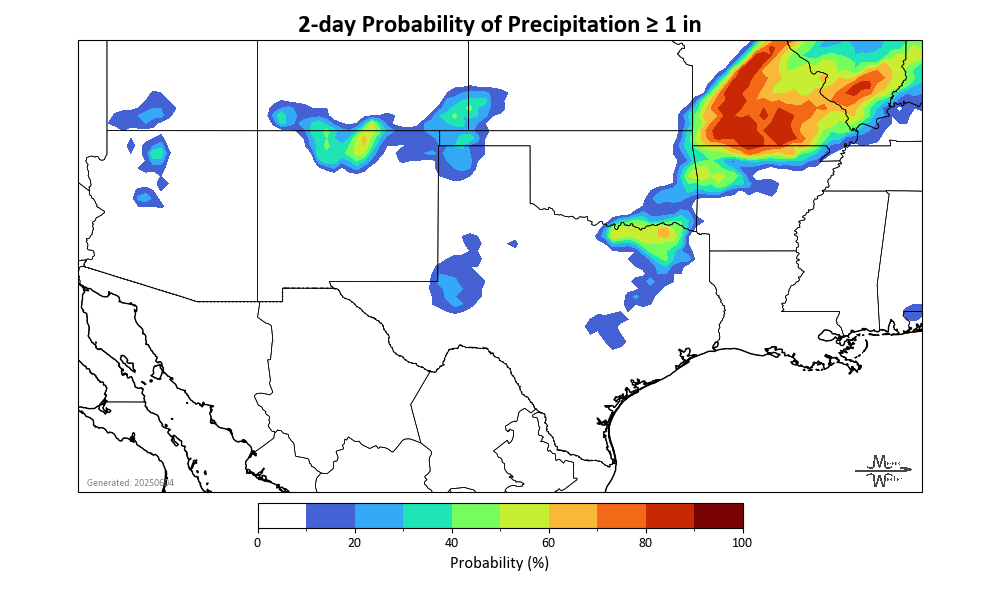 2-day Probability of Precipitation ≥ 1 in
Generated: 20250604
0 20 40 60 80 100
Probability (%)